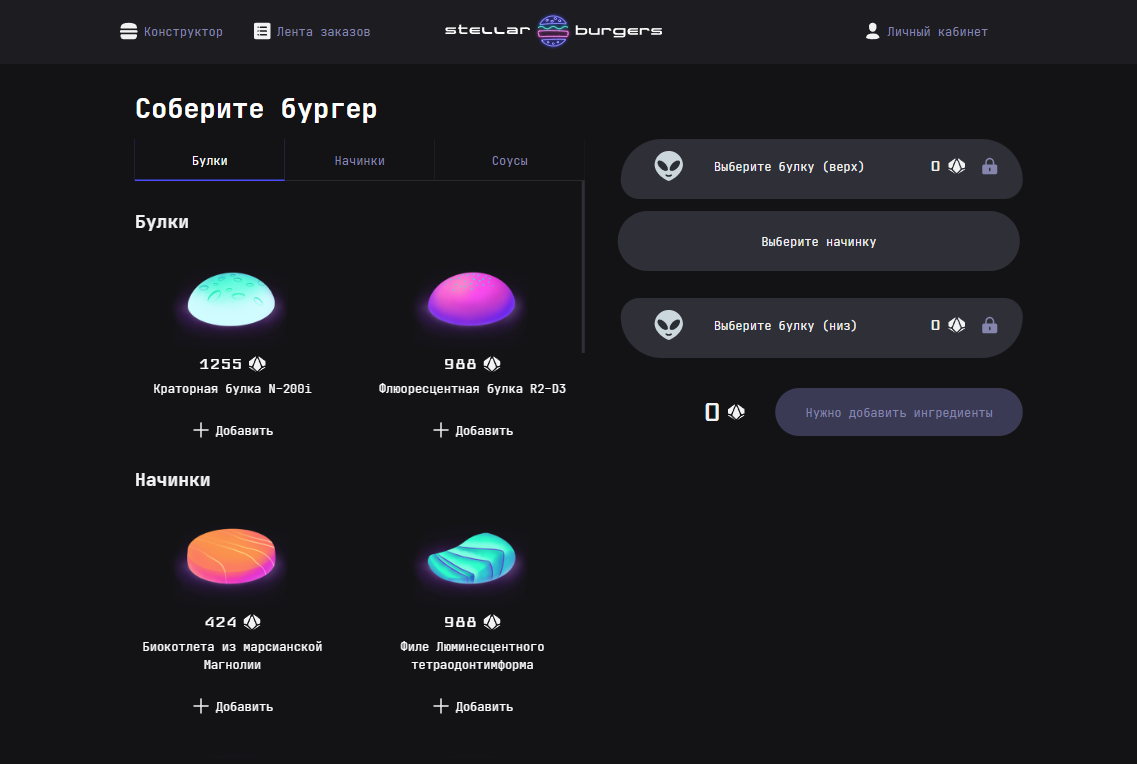 Конструктор
Лента заказов
stellar burgers
Личный кабинет
Соберите бургер
Булки
Начинки
Соусы
Булки
1255
Краторная булка N-200i
Добавить
988
Флюоресцентная булка R2-D3
Добавить
Начинки
424
Биокотлета из марсианской
Магнолии
Добавить
988
Филе Люминесцентного
тетраодонтимформа
Добавить
Выберите булку (верх)
0
Выберите начинку
Выберите булку (низ)
0
0
Нужно добавить ингредиенты